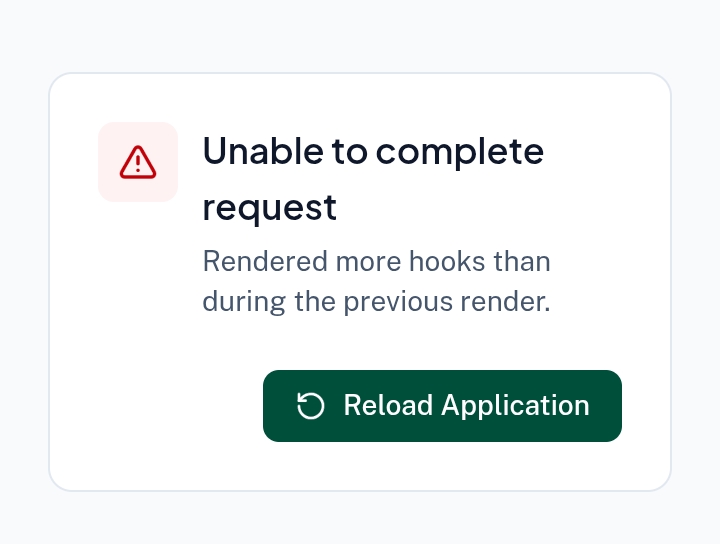 Unable to complete
request
Rendered more hooks than
during the previous render.
Reload Application